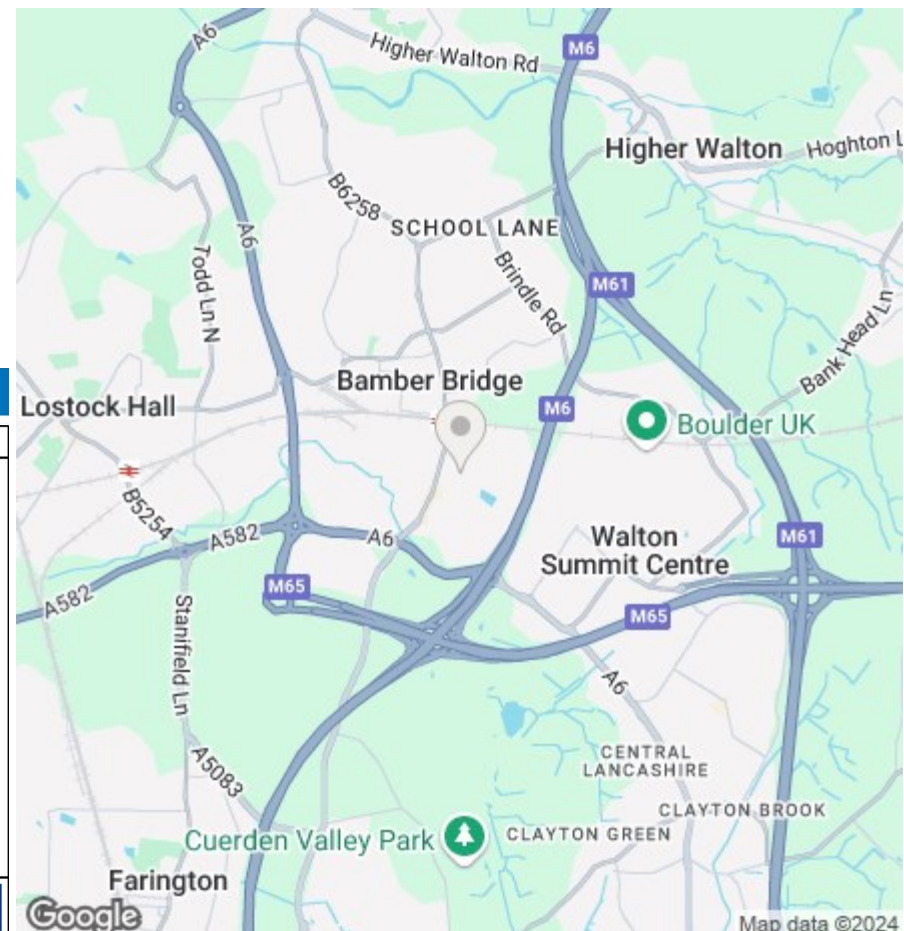 A6
Higher Walton Rd
M6
Higher Walton
Hoghton L
B6258
SCHOOL LANE
A6
Todd Ln N
Brindle Rd
M61
Bank Head Ln
Bamber Bridge
Lostock Hall
M6
Boulder UK
B5254
A582
A6
Walton
Summit Centre
M61
M65
A582
M65
Stanifield Ln
A6
A5083
CENTRAL
LANCASHIRE
CLAYTON BROOK
Cuerden Valley Park
CLAYTON GREEN
Farington
Google
Map data ©2024